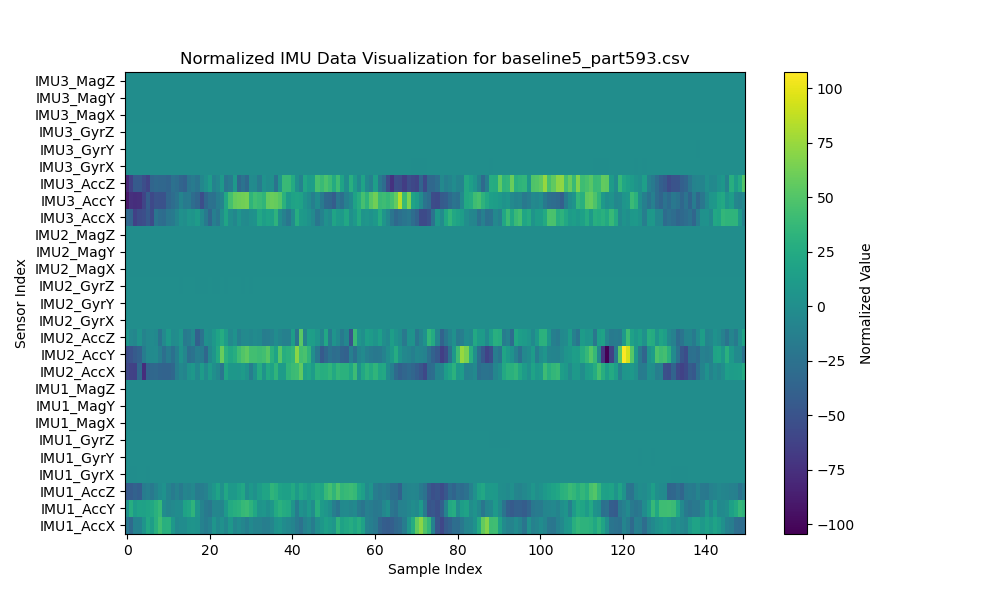 Normalized IMU Data Visualization for baseline5_part593.csv
IMU3_MagZ
IMU3_MagY
IMU3_MagX
IMU3_GyrZ
IMU3_GyrY
IMU3_GyrX
IMU3_AccZ
IMU3_AccY
IMU3_AccX
IMU2_MagZ
IMU2_MagY
IMU2_MagX
IMU2_GyrZ
IMU2_GyrY
IMU2_GyrX
IMU2_AccZ
IMU2_AccY
IMU2_AccX
IMU1_MagZ
IMU1_MagY
IMU1_MagX
IMU1_GyrZ
IMU1_GyrY
IMU1_GyrX
IMU1_AccZ
IMU1_AccY
IMU1_AccX
Sensor Index
0 20 40 60 80 100 120 140
Sample Index
100
75
50
25
0
−25
−50
−75
−100
Normalized Value